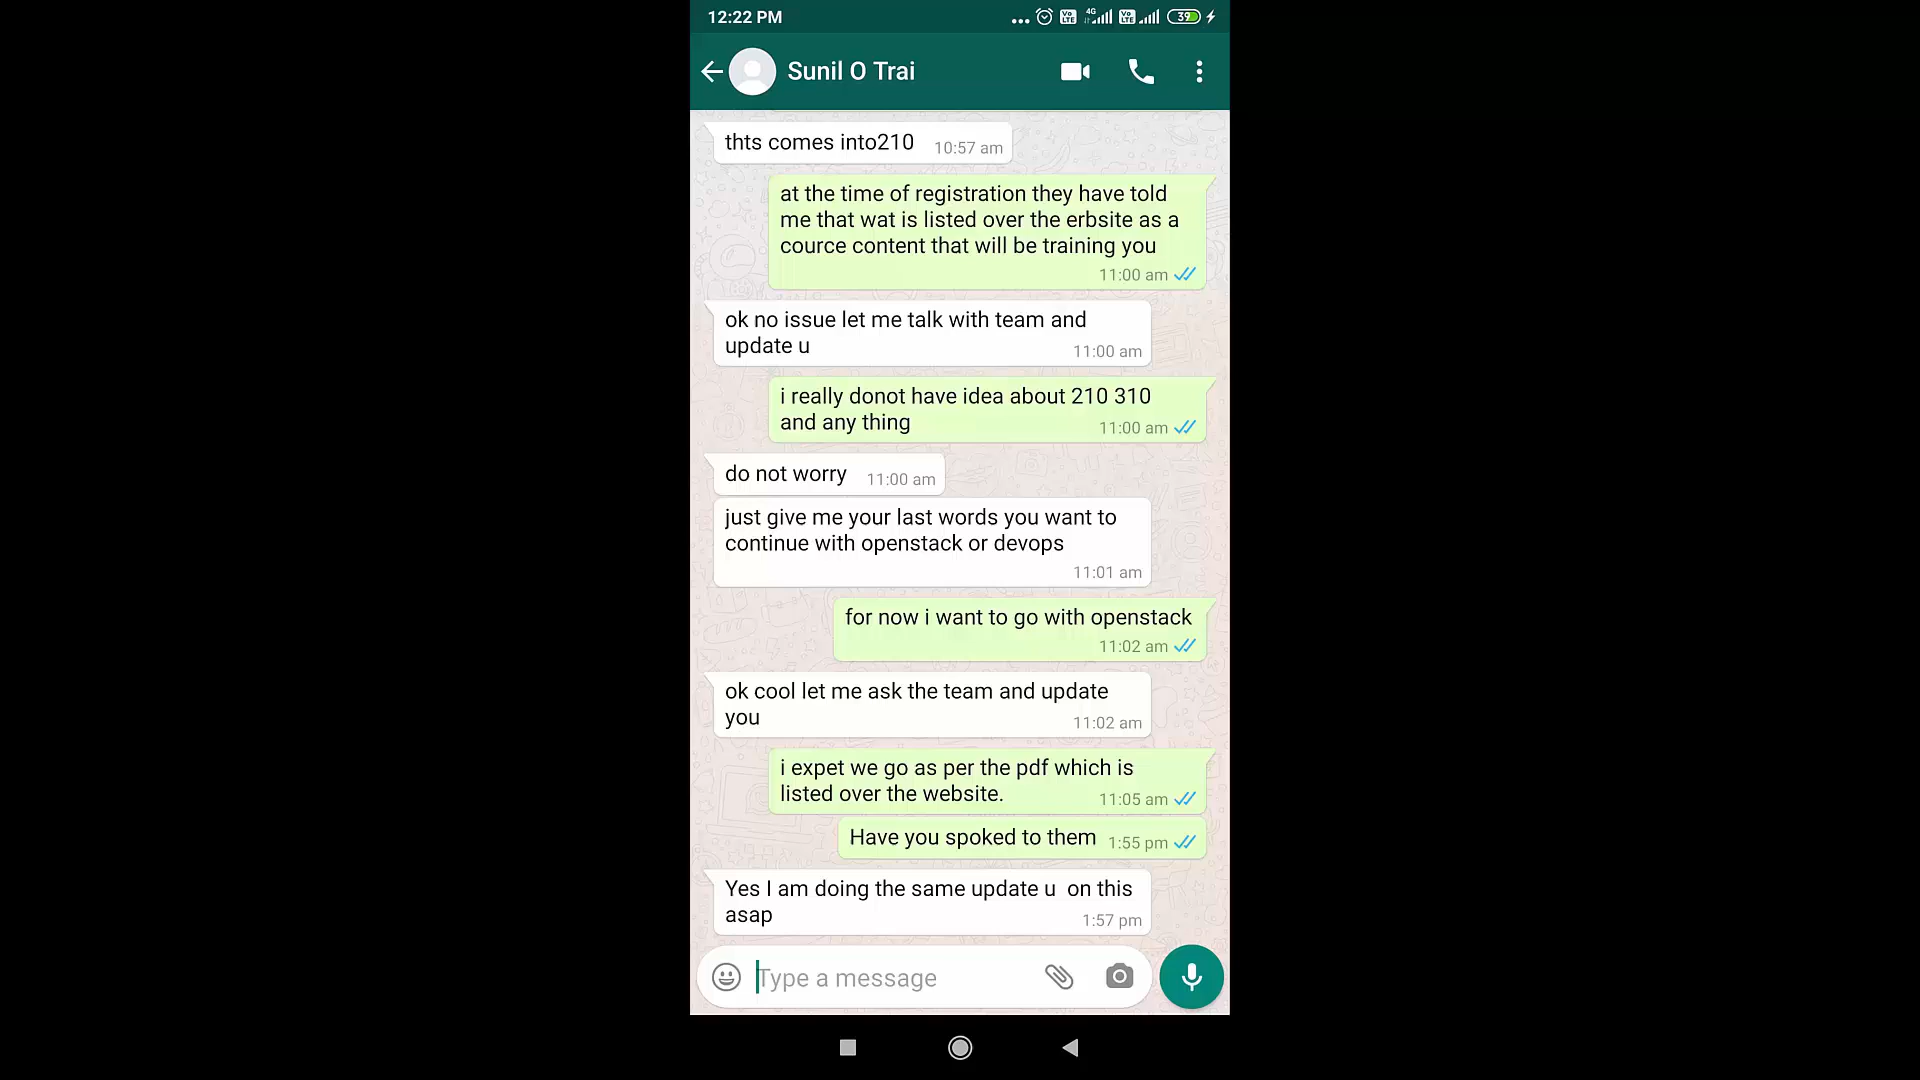 12:22 PM
4G
Vo LTE
Vo LTE
39
Sunil O Trai
thts comes into210
10:57 am
at the time of registration they have told
me that wat is listed over the erbsite as a
cource content that will be training you
11:00 am
ok no issue let me talk with team and
update u
11:00 am
i really donot have idea about 210 310
and any thing
11:00 am
do not worry
11:00 am
just give me your last words you want to
continue with openstack or devops
11:01 am
for now i want to go with openstack
11:02 am
ok cool let me ask the team and update
you
11:02 am
i expet we go as per the pdf which is
listed over the website.
11:05 am
Have you spoked to them
1:55 pm
Yes I am doing the same update u  on this
asap
1:57 pm
Type a message